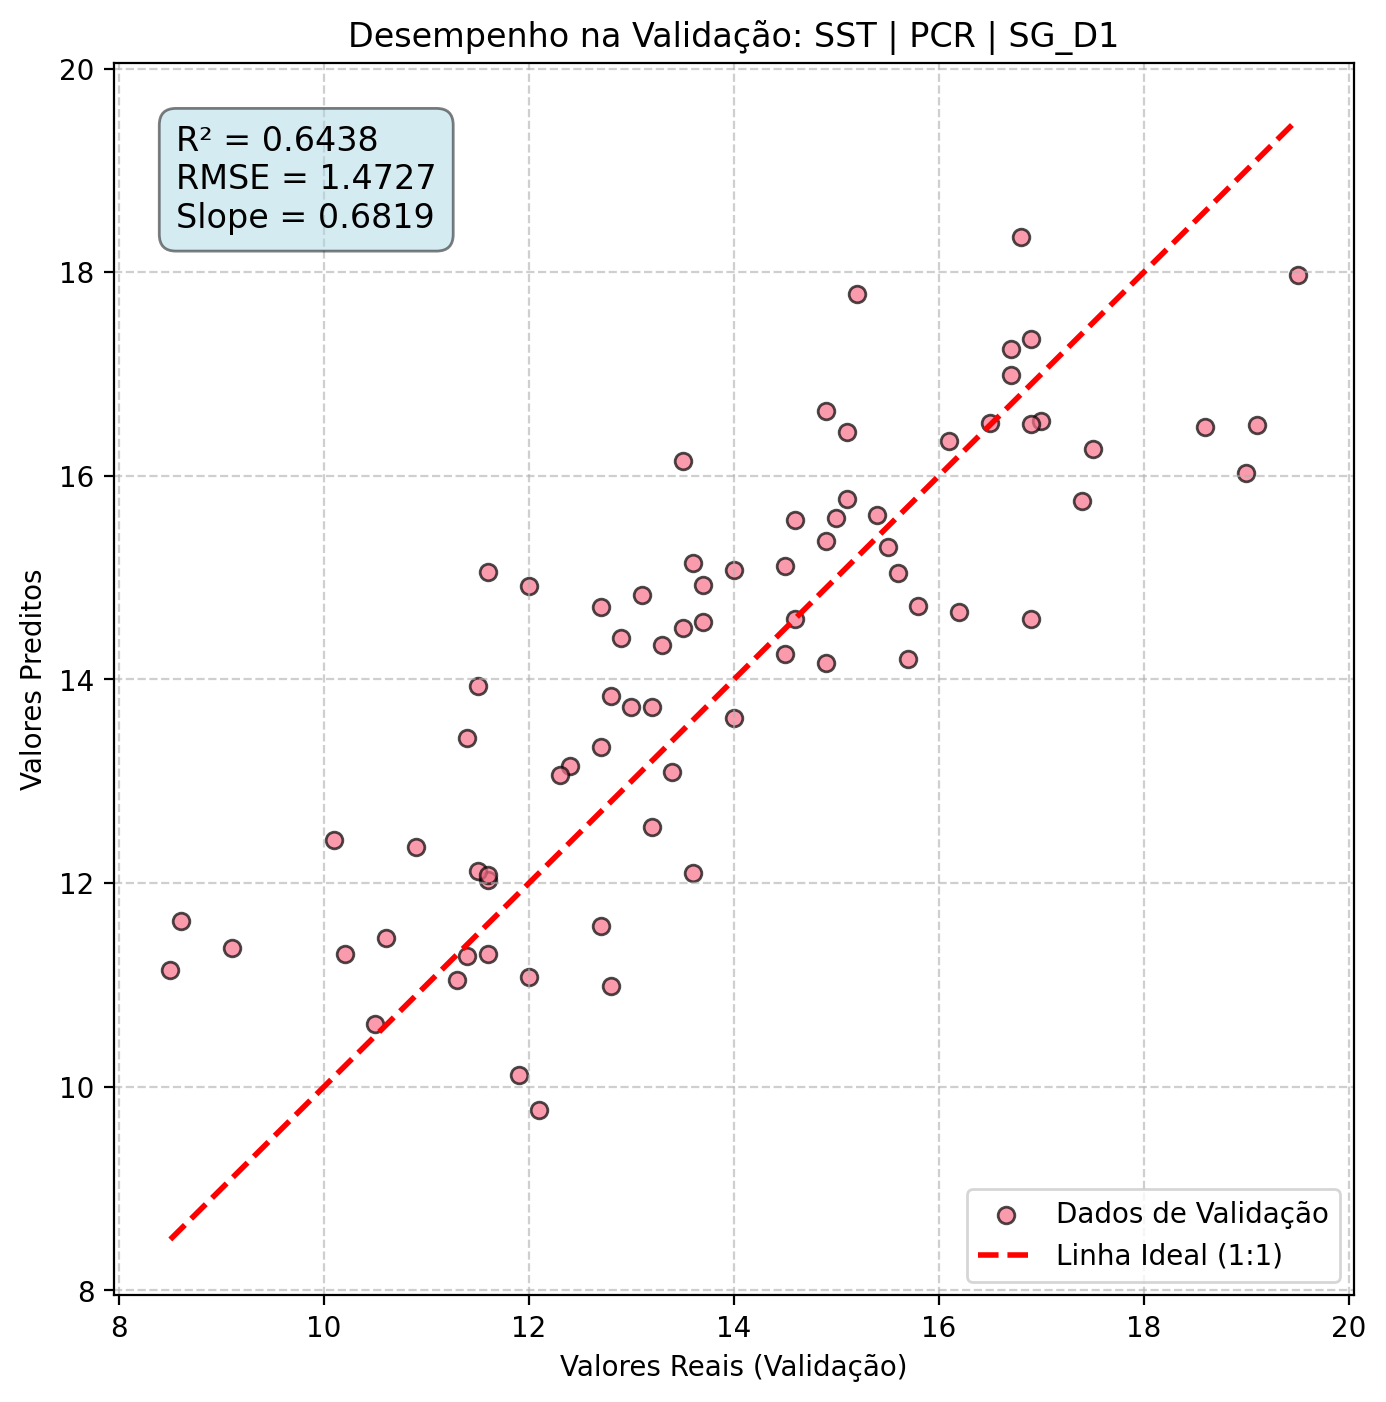 Desempenho na Validação: SST | PCR | SG_D1
20
18
16
14
12
10
8
R² = 0.6438
RMSE = 1.4727
Slope = 0.6819
Valores Preditos
Dados de Validação
Linha Ideal (1:1)
8 10 12 14 16 18 20
Valores Reais (Validação)